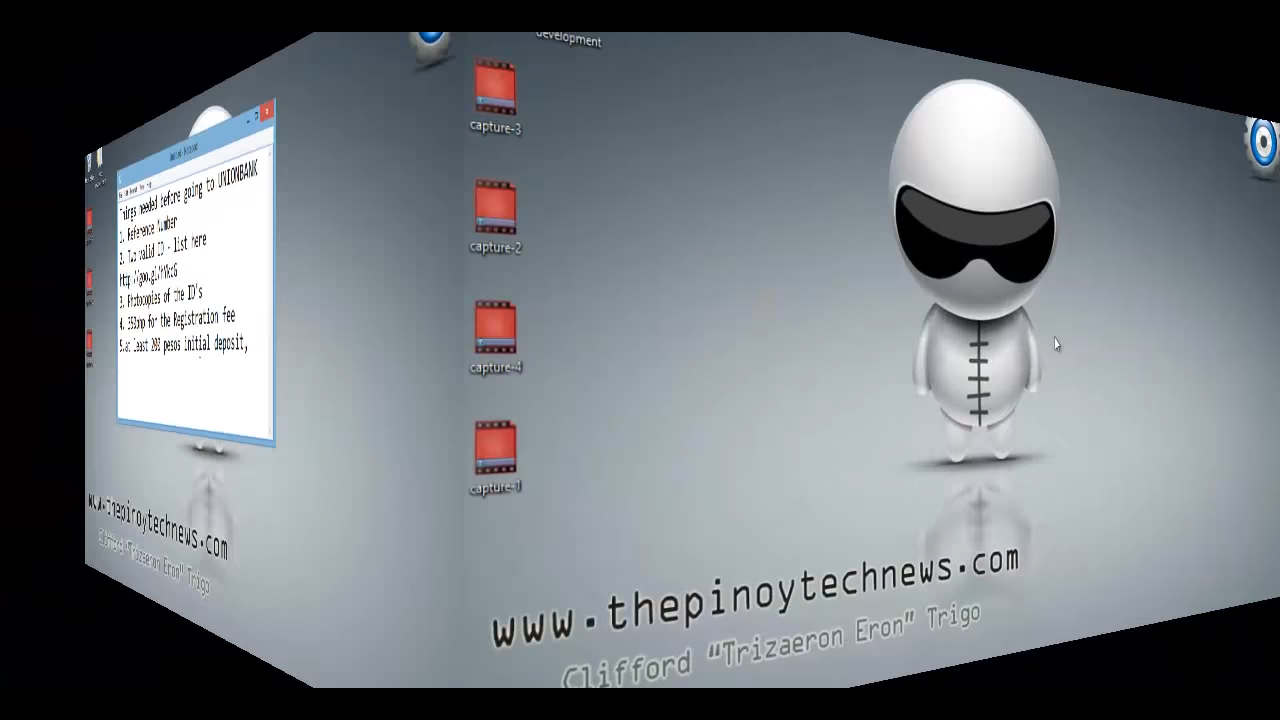 Things needed before going to UNIONBANK
1. Reference Number
2. Two valid ID - list here
3. Photocopies of the ID's
4. 350php for the Registration fee
5.at least 200 pesos initial deposit,
www.thepinoytechnews.com
Clifford "Trizaeron Eron" Trigo
development
capture-3
capture-2
capture-4
capture-1
www.thepinoytechnews.com
Clifford "Trizaeron Eron" Trigo